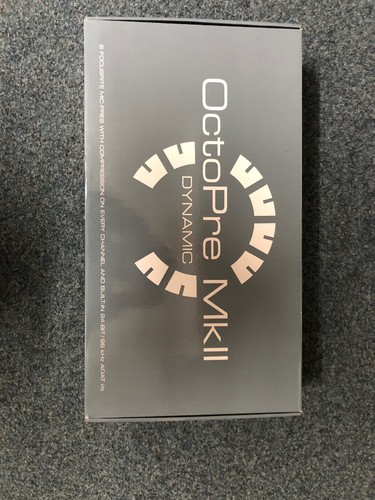 OctoPre MkII
DYNAMIC
8 FOCUSRITE MIC-PRES WITH COMPRESSION ON EVERY CHANNEL AND BUILT-IN 24-BIT/96 kHz ADAT I/O